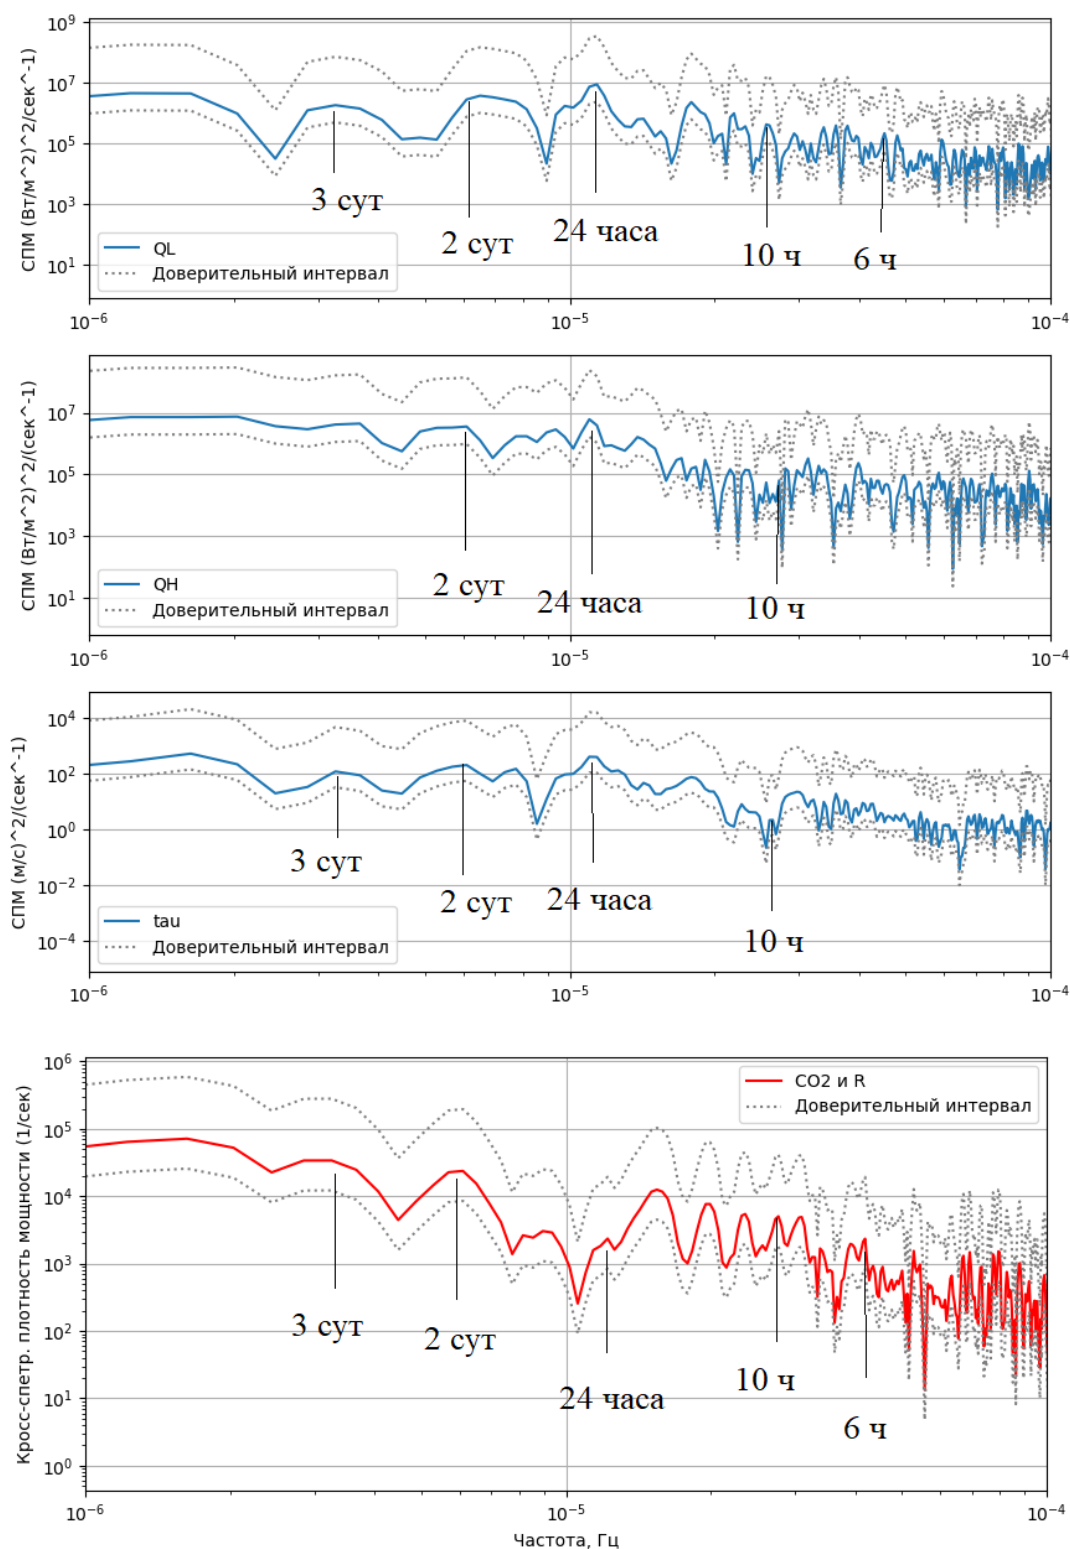 10^9
10^7
10^5
10^3
10^1
СПМ (Вт/м^2)^2/сек^-1)
3 сут
2 сут
24 часа
10 ч
6 ч
QL
Доверительный интервал
10^-6
10^-5
10^-4
10^7
10^5
10^3
10^1
СПМ (Вт/м^2)^2/(сек^-1)
2 сут
24 часа
10 ч
QH
Доверительный интервал
10^-6
10^-5
10^-4
10^4
10^2
10^0
10^-2
10^-4
СПМ (м/с)^2/(сек^-1)
3 сут
2 сут
24 часа
10 ч
tau
Доверительный интервал
10^-6
10^-5
10^-4
10^6
10^5
10^4
10^3
10^2
10^1
10^0
Кросс-спетр. плотность мощности (1/сек)
CO2 и R
Доверительный интервал
3 сут
2 сут
24 часа
10 ч
6 ч
10^-6
10^-5
10^-4
Частота, Гц